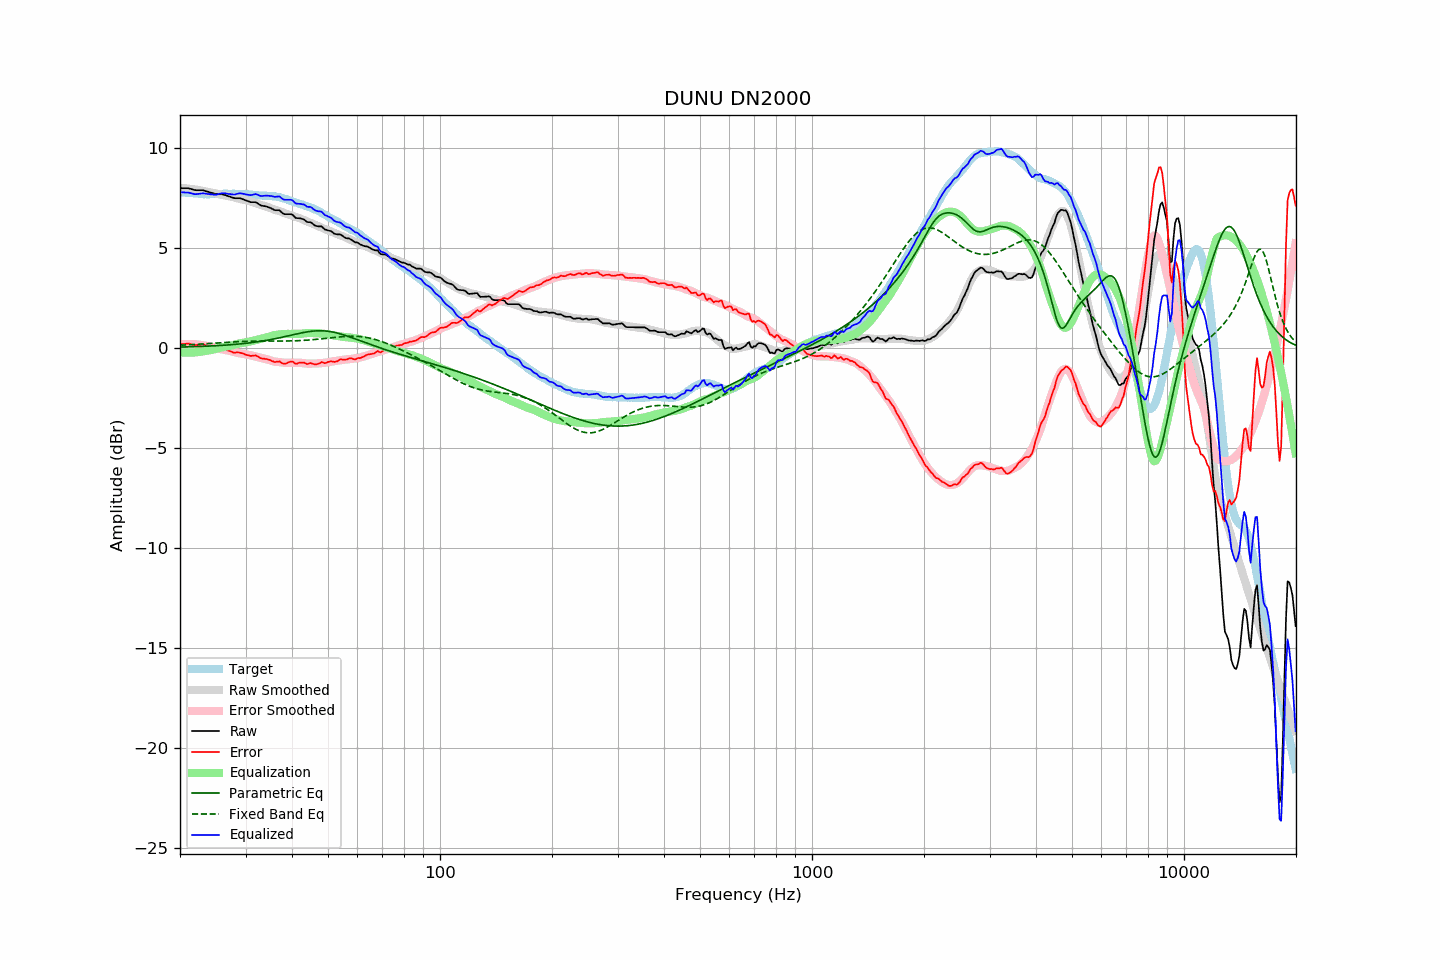 DUNU DN2000
10
5
0
−5
−10
−15
−20
−25
Amplitude (dBr)
Target
Raw Smoothed
Error Smoothed
Raw
Error
Equalization
Parametric Eq
Fixed Band Eq
Equalized
100 1000 10000
Frequency (Hz)